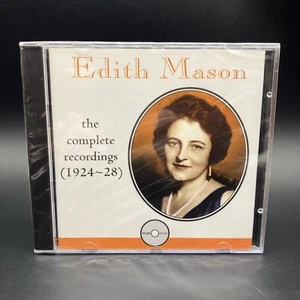 Edith Mason
the
complete
recordings
(1924~28)